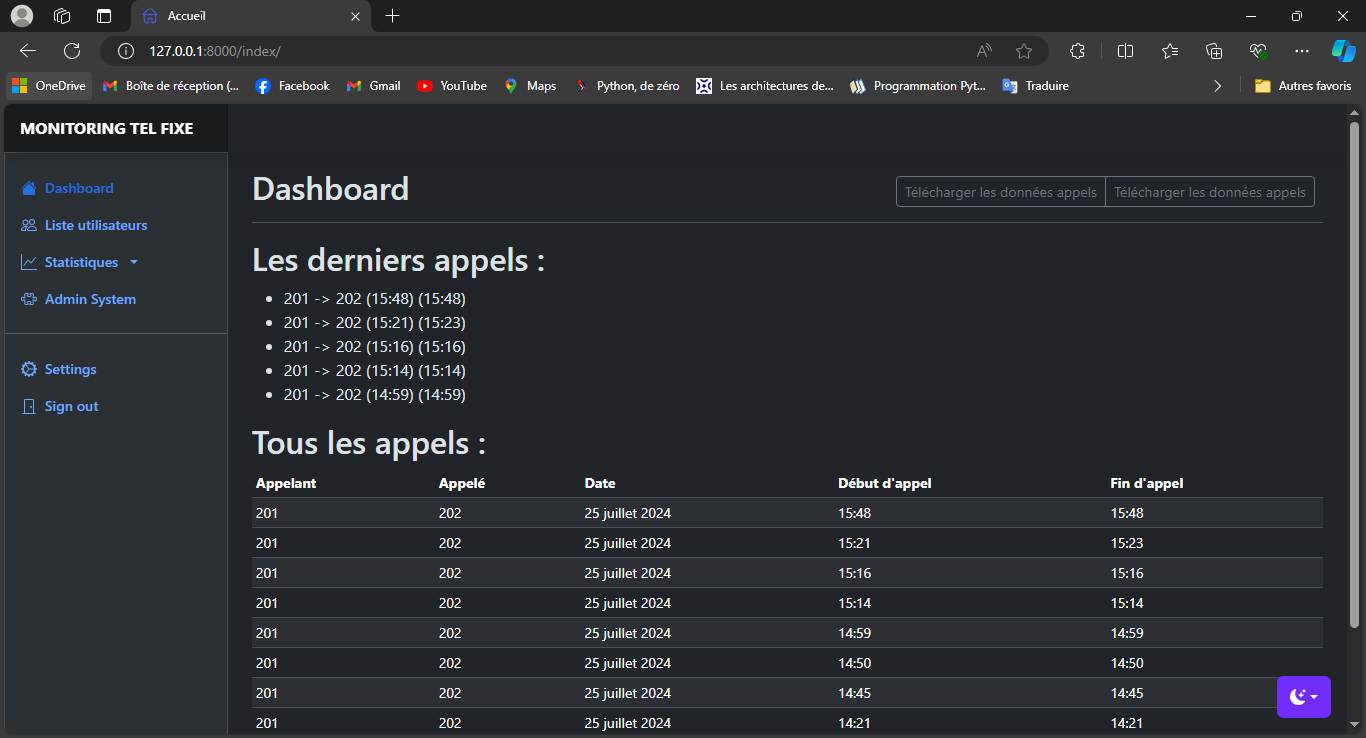 Accueil
127.0.0.1:8000/index/
OneDrive Boîte de réception (... Facebook Gmail YouTube Maps Python, de zéro Les architectures de... Programmation Pyt... Traduire Autres favoris
MONITORING TEL FIXE
Dashboard
Liste utilisateurs
Statistiques
Admin System
Settings
Sign out
Dashboard
Télécharger les données appels Télécharger les données appels
Les derniers appels :
201 -> 202 (15:48) (15:48)
201 -> 202 (15:21) (15:23)
201 -> 202 (15:16) (15:16)
201 -> 202 (15:14) (15:14)
201 -> 202 (14:59) (14:59)
Tous les appels :
Appelant Appelé Date Début d'appel Fin d'appel
201 202 25 juillet 2024 15:48 15:48
201 202 25 juillet 2024 15:21 15:23
201 202 25 juillet 2024 15:16 15:16
201 202 25 juillet 2024 15:14 15:14
201 202 25 juillet 2024 14:59 14:59
201 202 25 juillet 2024 14:50 14:50
201 202 25 juillet 2024 14:45 14:45
201 202 25 juillet 2024 14:21 14:21